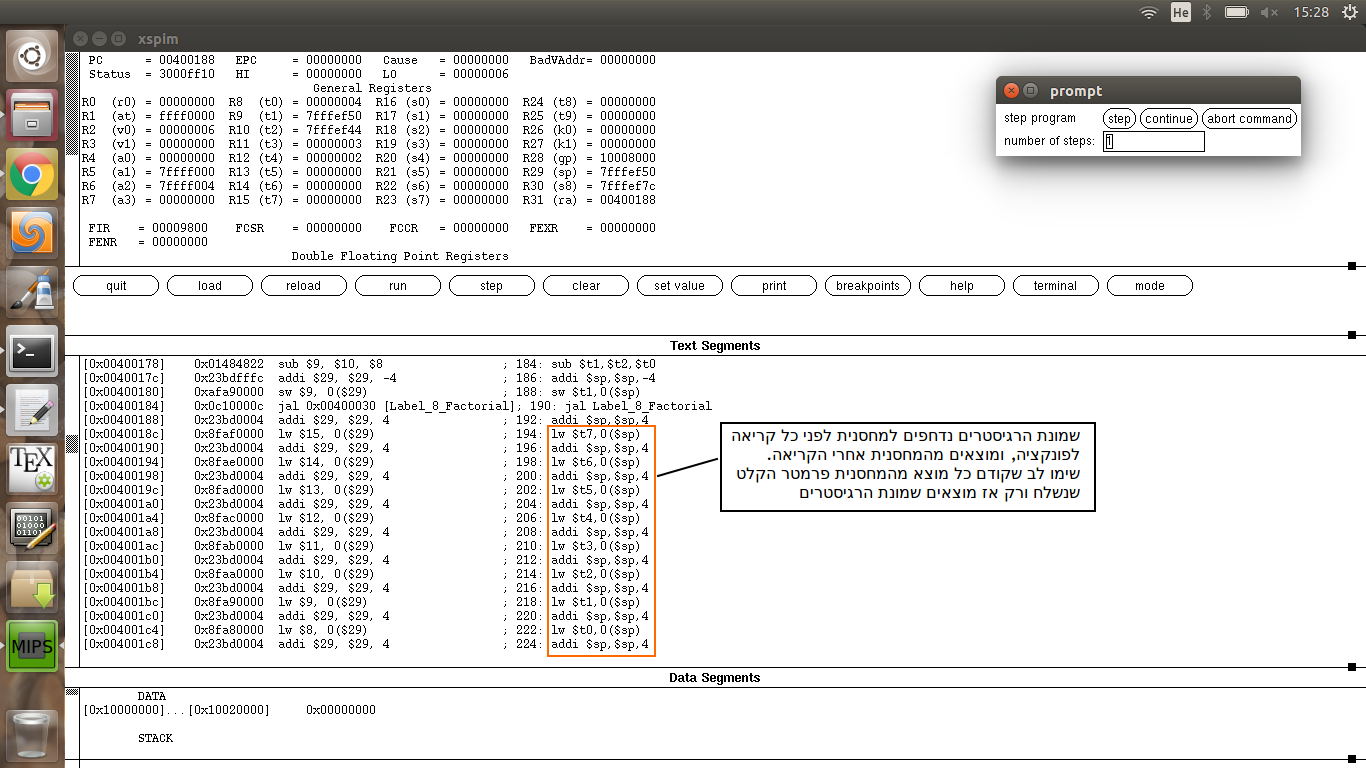 He 15:28
xspim
PC = 00400188 EPC = 00000000 Cause = 00000000 BadVAddr= 00000000
Status = 3000ff10 HI = 00000000 LO = 00000006
General Registers
R0 (r0) = 00000000 R8 (t0) = 00000004 R16 (s0) = 00000000 R24 (t8) = 00000000
R1 (at) = ffff0000 R9 (t1) = 7fffef50 R17 (s1) = 00000000 R25 (t9) = 00000000
R2 (v0) = 00000006 R10 (t2) = 7fffef44 R18 (s2) = 00000000 R26 (k0) = 00000000
R3 (v1) = 00000000 R11 (t3) = 00000003 R19 (s3) = 00000000 R27 (k1) = 00000000
R4 (a0) = 00000000 R12 (t4) = 00000002 R20 (s4) = 00000000 R28 (gp) = 10008000
R5 (a1) = 7ffff000 R13 (t5) = 00000000 R21 (s5) = 00000000 R29 (sp) = 7fffef50
R6 (a2) = 7ffff004 R14 (t6) = 00000000 R22 (s6) = 00000000 R30 (s8) = 7fffef7c
R7 (a3) = 00000000 R15 (t7) = 00000000 R23 (s7) = 00000000 R31 (ra) = 00400188
FIR = 00009800 FCSR = 00000000 FCCR = 00000000 FEXR = 00000000
FENR = 00000000
Double Floating Point Registers
prompt
step program step continue abort command
number of steps: 1
quit load reload run step clear set value print breakpoints help terminal mode
Text Segments
[0x00400178] 0x01484822 sub $9, $10, $8 ; 184: sub $t1,$t2,$t0
[0x0040017c] 0x23bdfffc addi $29, $29, -4 ; 186: addi $sp,$sp,-4
[0x00400180] 0xafa90000 sw $9, 0($29) ; 188: sw $t1,0($sp)
[0x00400184] 0x0c10000c jal 0x00400030 [Label_8_Factorial]; 190: jal Label_8_Factorial
[0x00400188] 0x23bd0004 addi $29, $29, 4 ; 192: addi $sp,$sp,4
[0x0040018c] 0x8faf0000 lw $15, 0($29) ; 194: lw $t7,0($sp)
[0x00400190] 0x23bd0004 addi $29, $29, 4 ; 196: addi $sp,$sp,4
[0x00400194] 0x8fae0000 lw $14, 0($29) ; 198: lw $t6,0($sp)
[0x00400198] 0x23bd0004 addi $29, $29, 4 ; 200: addi $sp,$sp,4
[0x0040019c] 0x8fad0000 lw $13, 0($29) ; 202: lw $t5,0($sp)
[0x004001a0] 0x23bd0004 addi $29, $29, 4 ; 204: addi $sp,$sp,4
[0x004001a4] 0x8fac0000 lw $12, 0($29) ; 206: lw $t4,0($sp)
[0x004001a8] 0x23bd0004 addi $29, $29, 4 ; 208: addi $sp,$sp,4
[0x004001ac] 0x8fab0000 lw $11, 0($29) ; 210: lw $t3,0($sp)
[0x004001b0] 0x23bd0004 addi $29, $29, 4 ; 212: addi $sp,$sp,4
[0x004001b4] 0x8faa0000 lw $10, 0($29) ; 214: lw $t2,0($sp)
[0x004001b8] 0x23bd0004 addi $29, $29, 4 ; 216: addi $sp,$sp,4
[0x004001bc] 0x8fa90000 lw $9, 0($29) ; 218: lw $t1,0($sp)
[0x004001c0] 0x23bd0004 addi $29, $29, 4 ; 220: addi $sp,$sp,4
[0x004001c4] 0x8fa80000 lw $8, 0($29) ; 222: lw $t0,0($sp)
[0x004001c8] 0x23bd0004 addi $29, $29, 4 ; 224: addi $sp,$sp,4
שמונת הרגיסטרים נדחפים למחסנית לפני כל קריאה
לפונקציה, ומוצאים מהמחסנית אחרי הקריאה.
שימו לב שקודם כל מוצא מהמחסנית פרמטר הקלט
שנשלח ורק אז מוצאים שמונת הרגיסטרים
Data Segments
DATA
[0x10000000]...[0x10020000] 0x00000000
STACK
TEX
MIPS